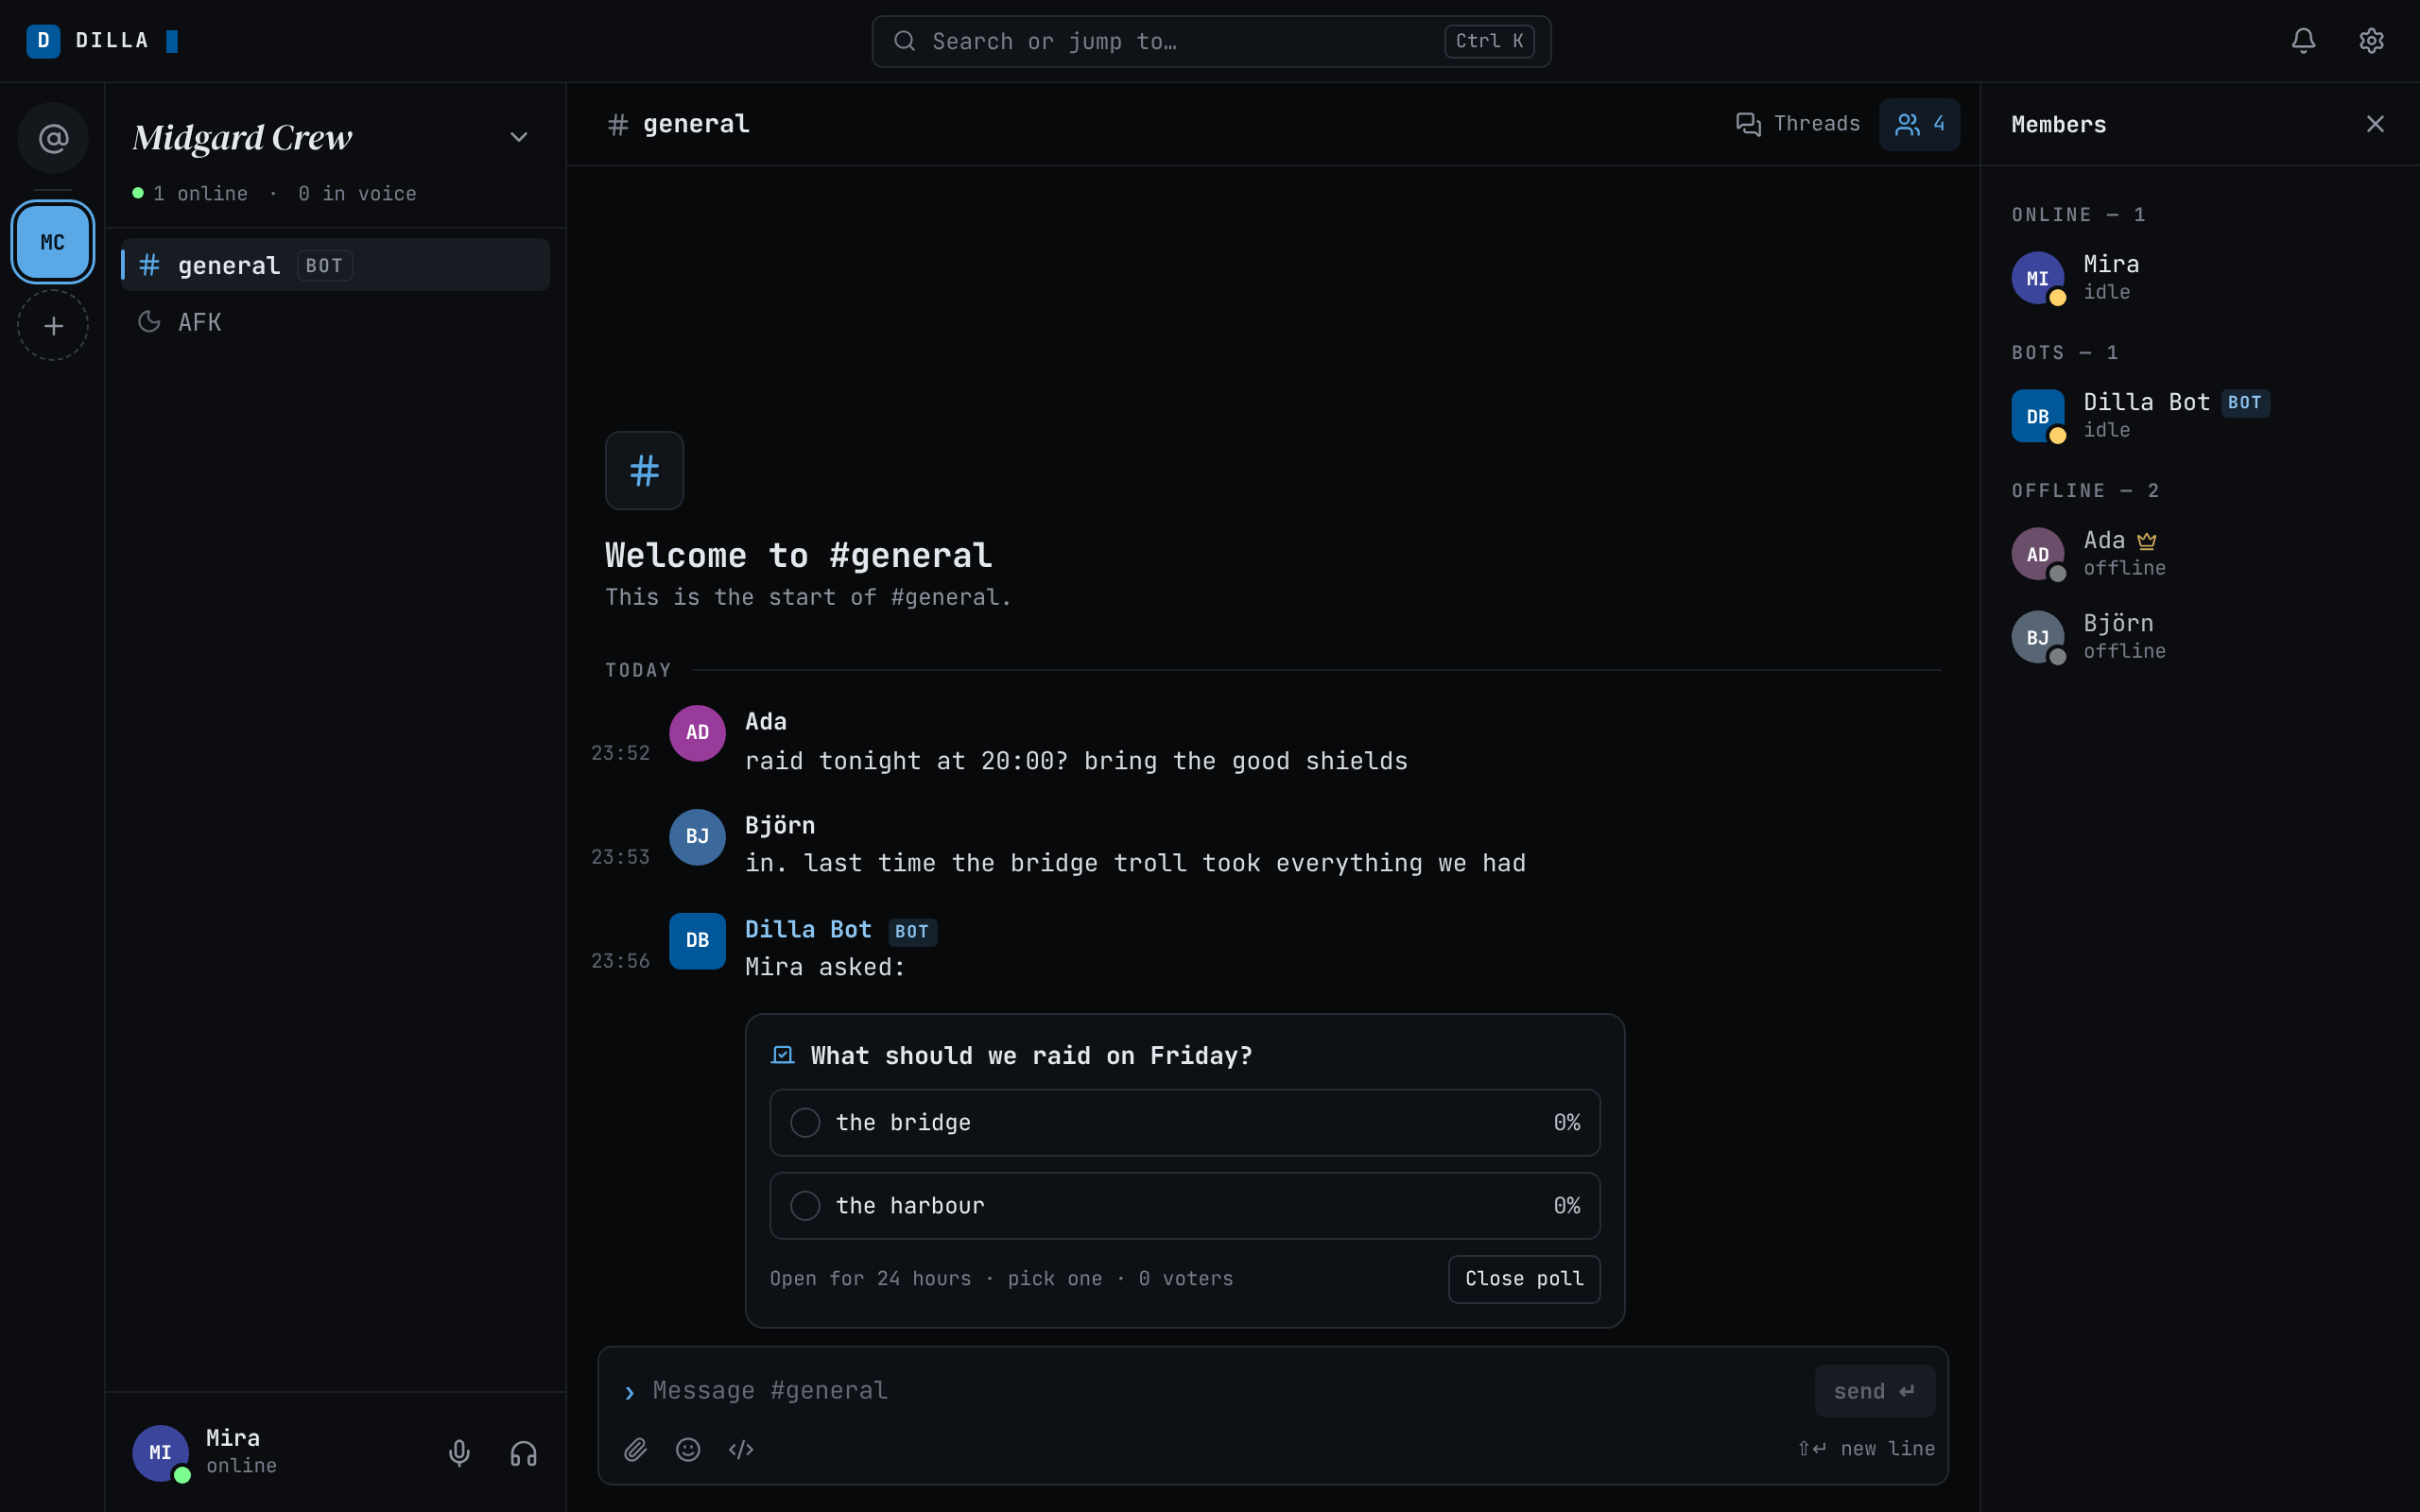 D DILLA
Search or jump to…
Ctrl K
@
MC
Midgard Crew
1 online · 0 in voice
# general BOT
AFK
Mira
MI
online
# general
Threads
4
#
Welcome to #general
This is the start of #general.
TODAY
AD
Ada
23:52
raid tonight at 20:00? bring the good shields
BJ
Björn
23:53
in. last time the bridge troll took everything we had
DB
Dilla Bot BOT
23:56
Mira asked:
What should we raid on Friday?
the bridge 0%
the harbour 0%
Open for 24 hours · pick one · 0 voters
Close poll
› Message #general
send ↵
⇧↵ new line
Members
ONLINE — 1
MI
Mira
idle
BOTS — 1
DB
Dilla Bot BOT
idle
OFFLINE — 2
AD
Ada
offline
BJ
Björn
offline